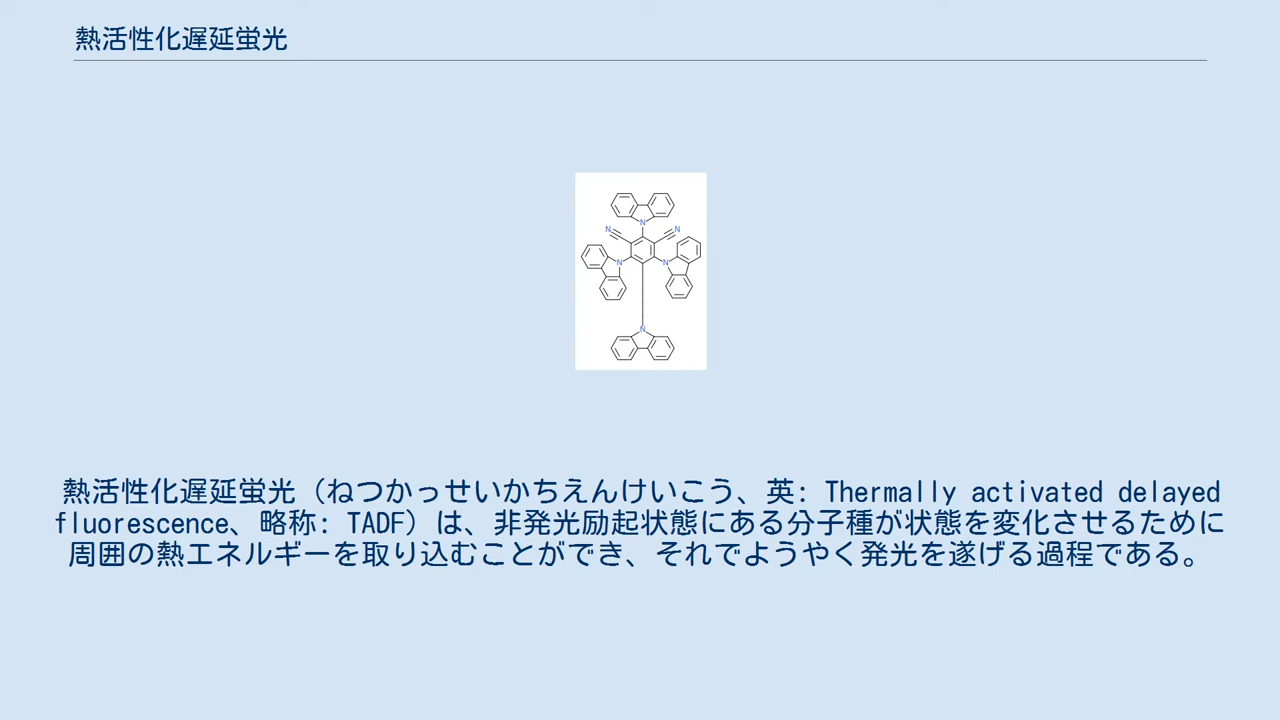 熱活性化遅延蛍光
N
N
N
N
N
N
熱活性化遅延蛍光（ねつかっせいかちえんけいこう、英: Thermally activated delayed
fluorescence、略称: TADF）は、非発光励起状態にある分子種が状態を変化させるために
周囲の熱エネルギーを取り込むことができ、それでようやく発光を遂げる過程である。